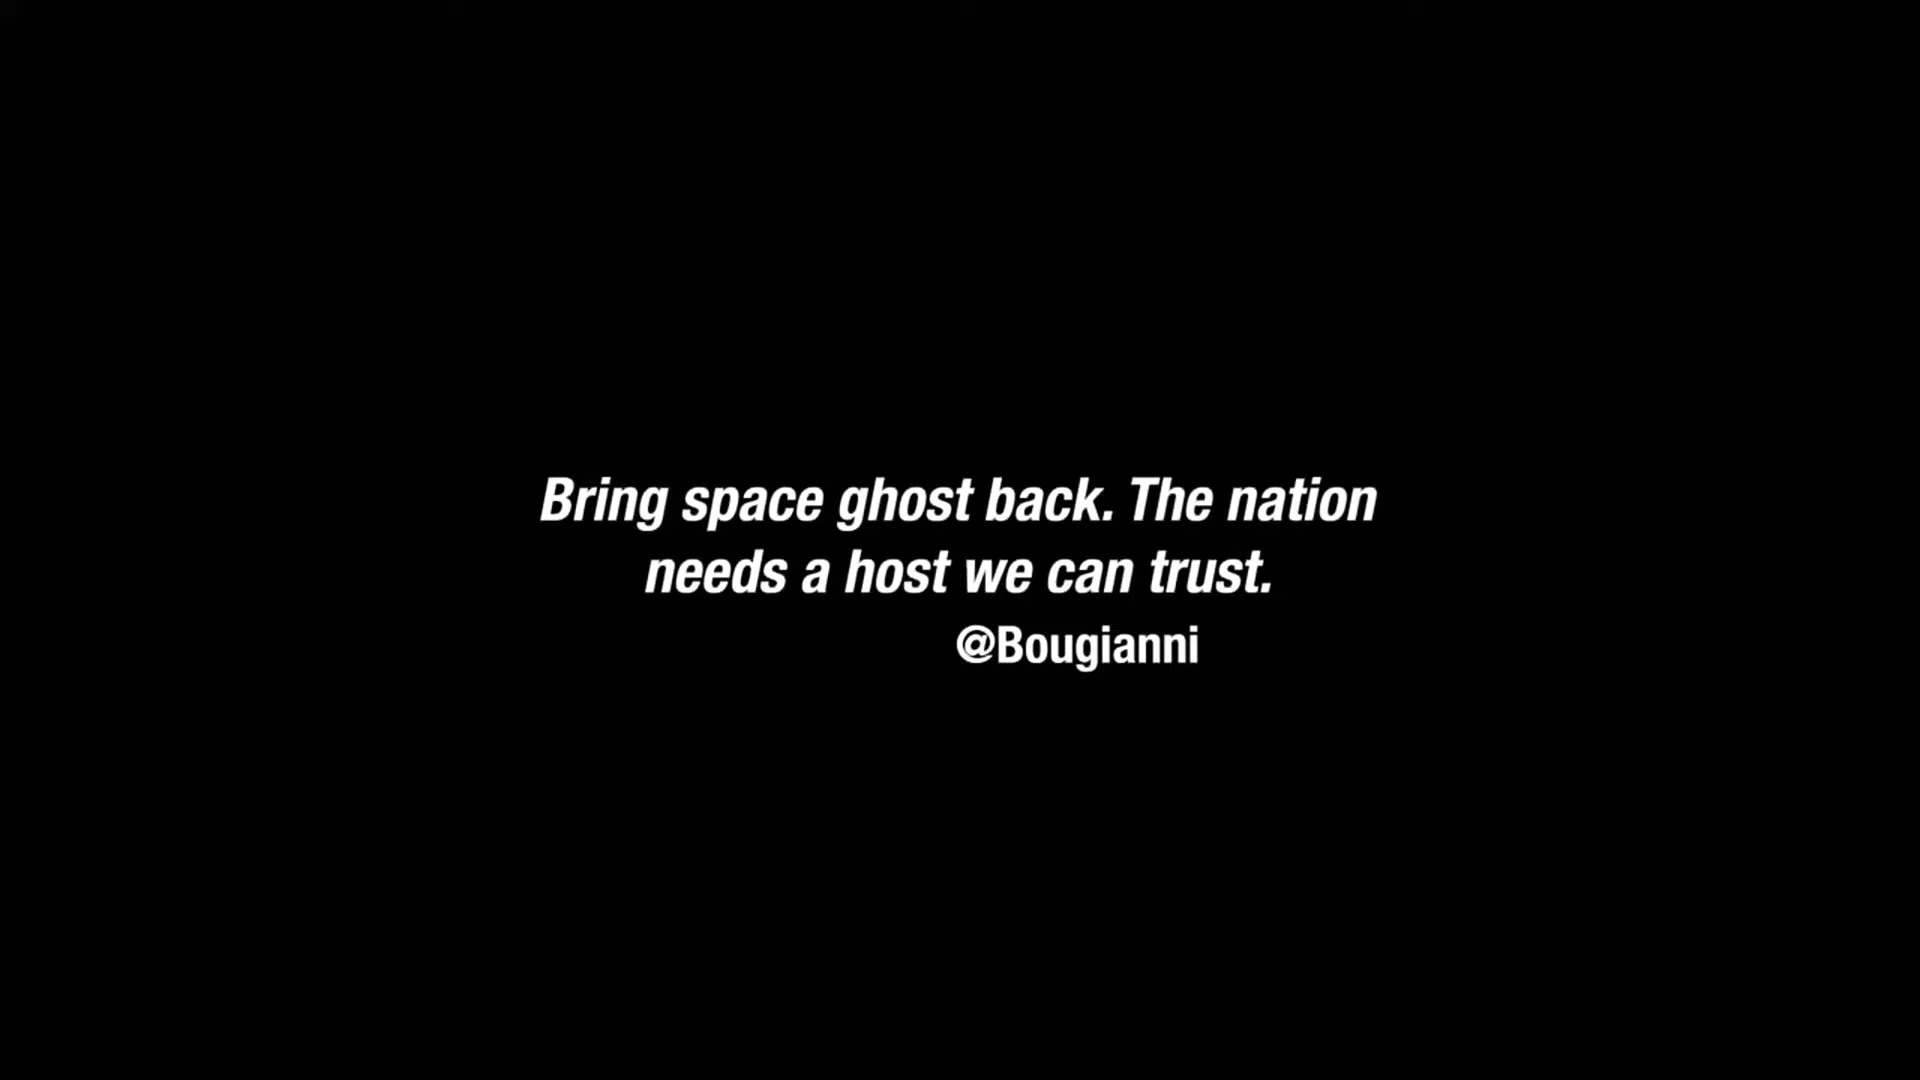 Bring space ghost back. The nation
needs a host we can trust.
@Bougianni